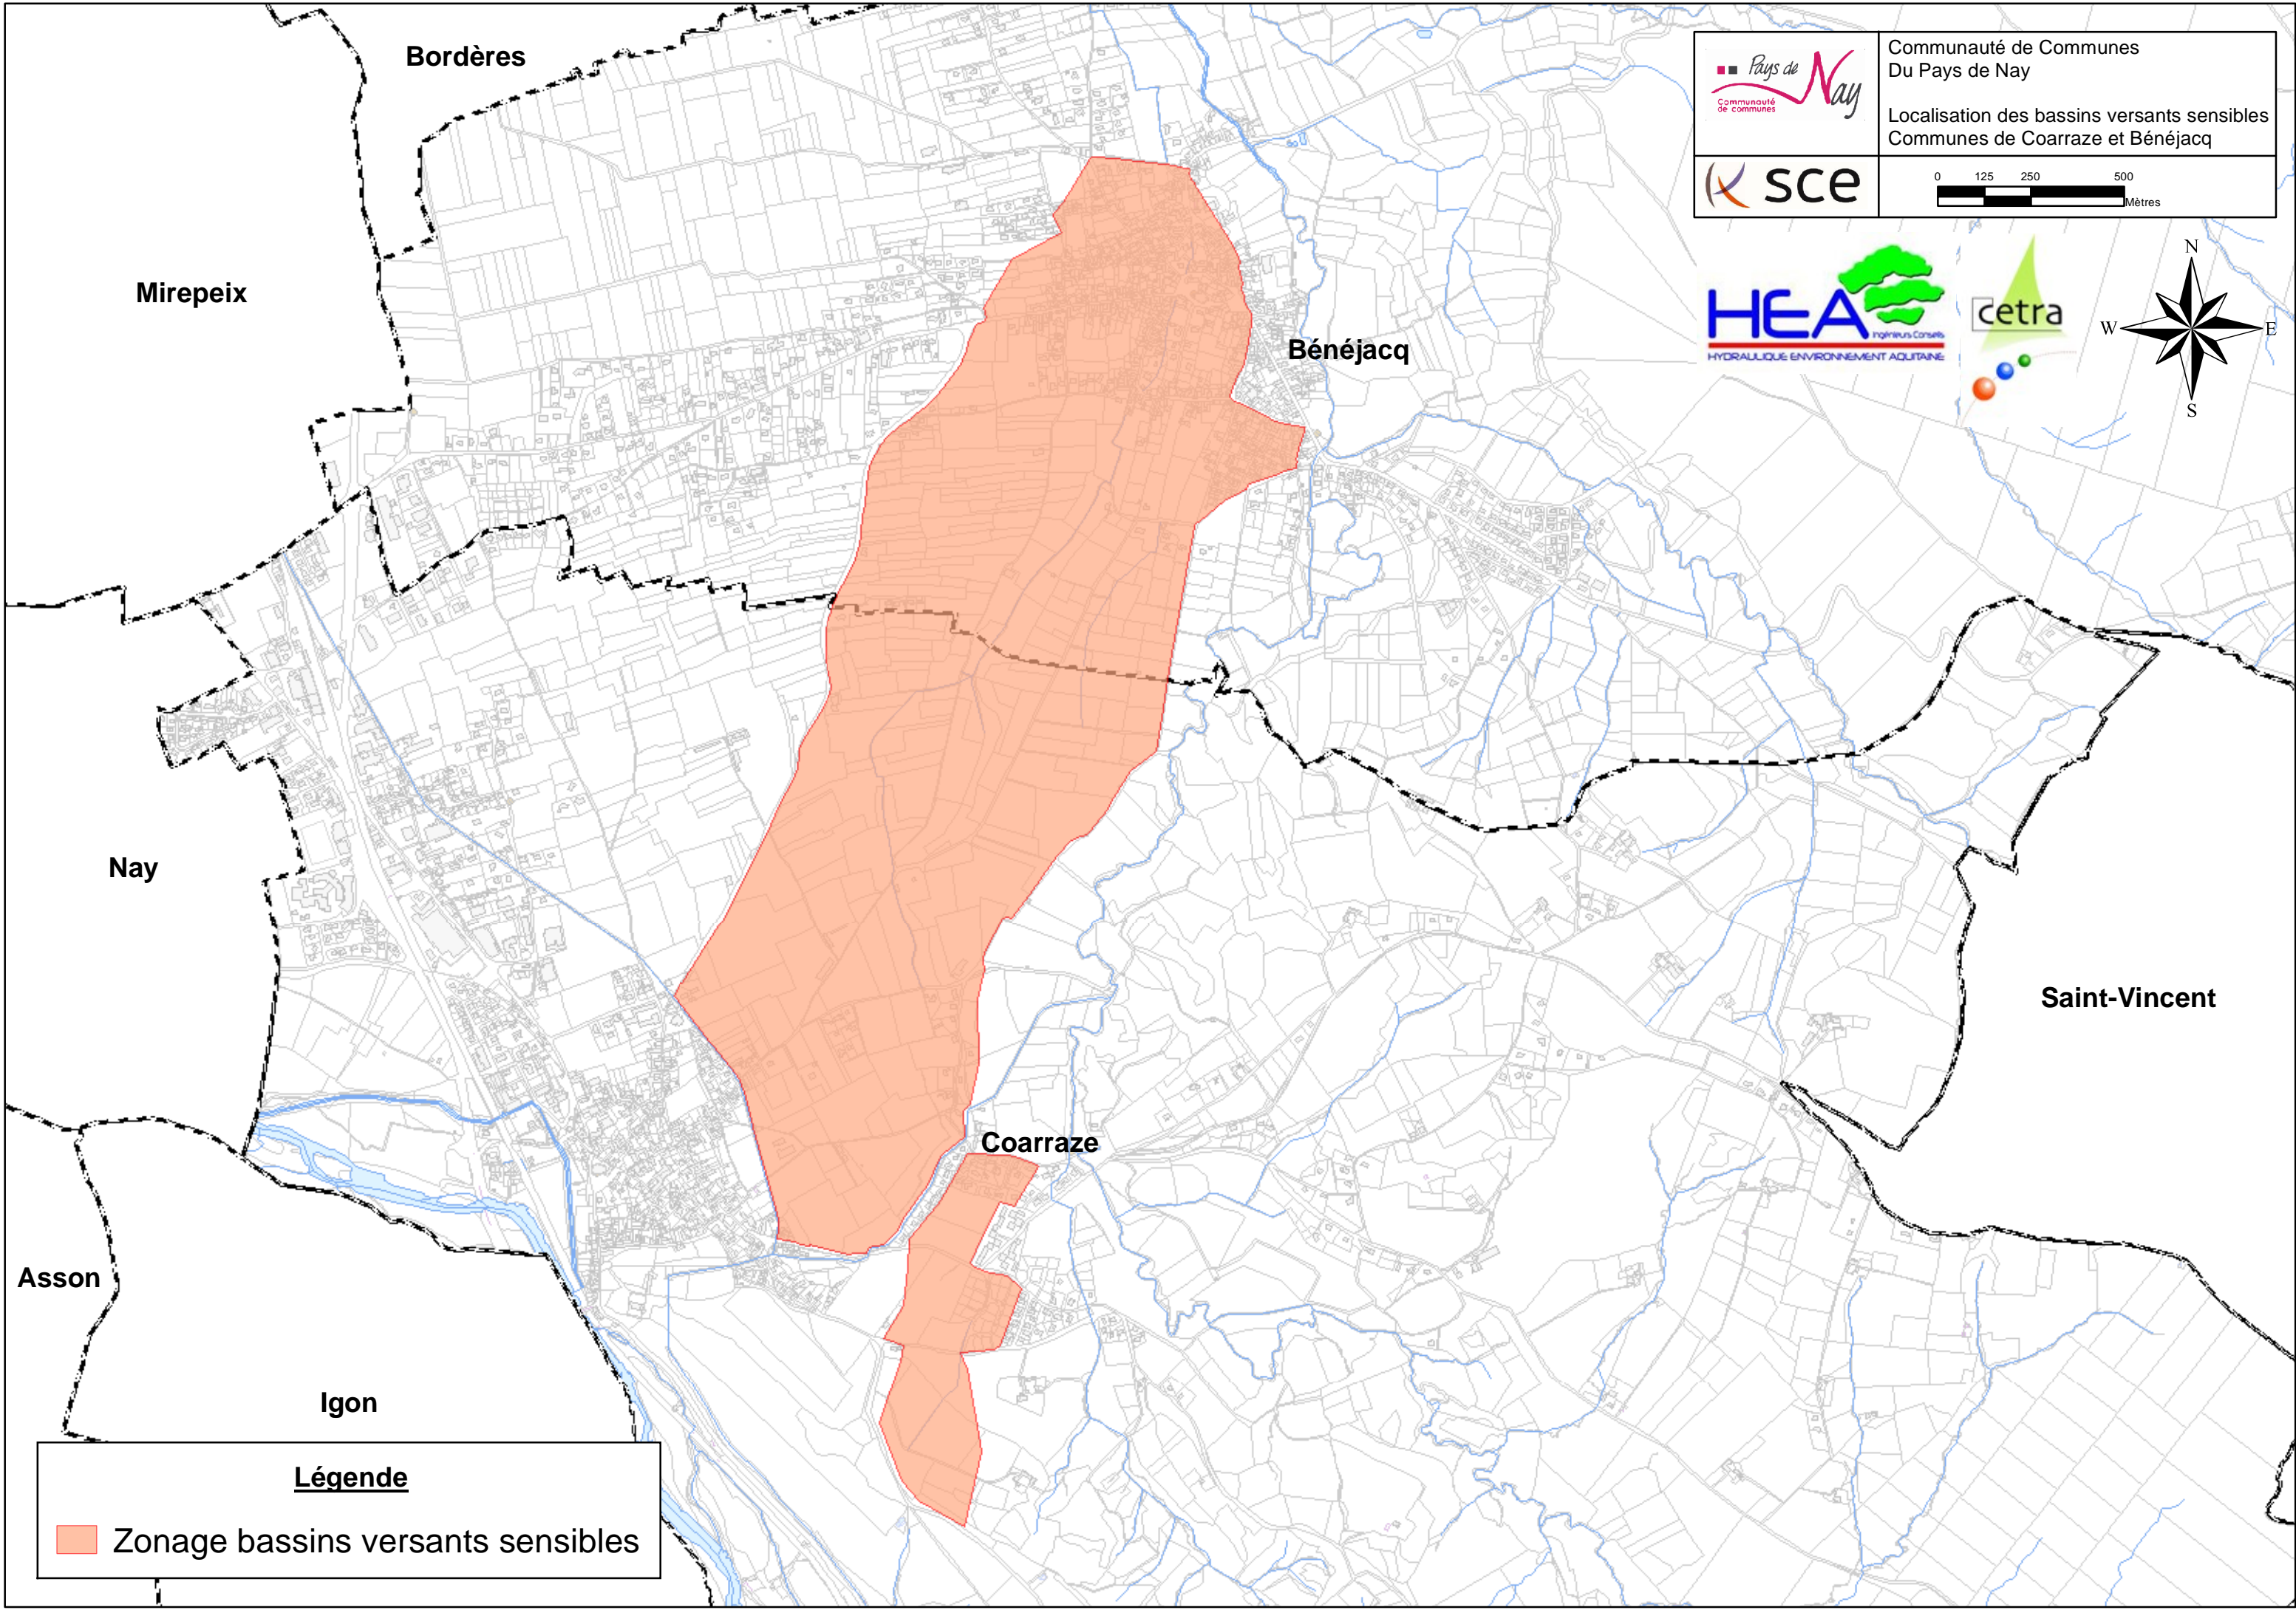 Bordères
Pays de Nay
Communauté
de communes
Communauté de Communes
Du Pays de Nay
Localisation des bassins versants sensibles
Communes de Coarraze et Bénéjacq
sce
0 125 250 500
Mètres
Mirepeix
HEA
Ingénieurs Conseils
HYDRAULIQUE ENVIRONNEMENT AQUITAINE
cetra
N
W E
S
Bénéjacq
Nay
Saint-Vincent
Coarraze
Asson
Igon
Légende
Zonage bassins versants sensibles